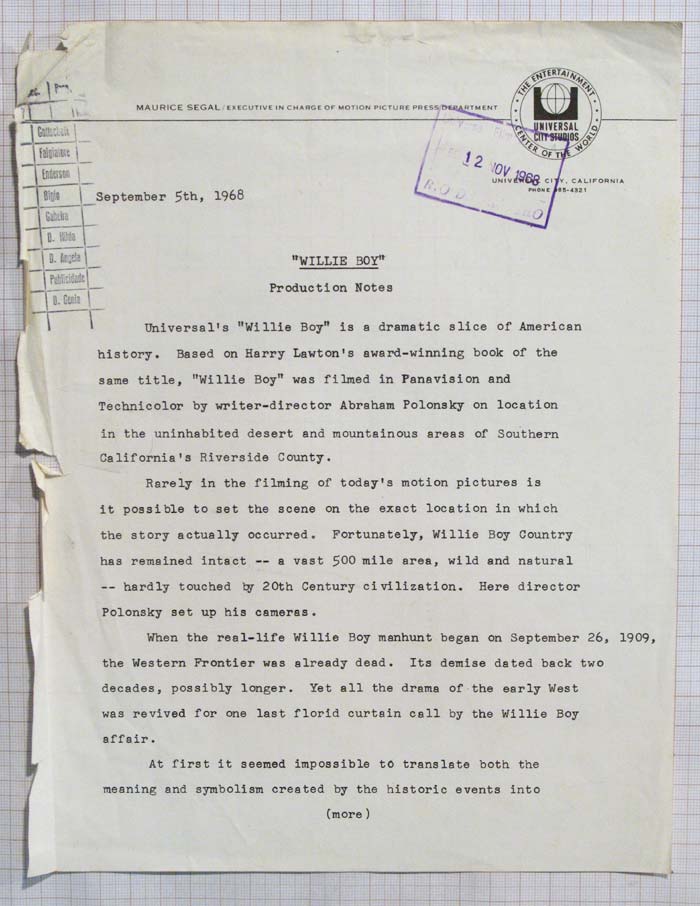 MAURICE SEGAL / EXECUTIVE IN CHARGE OF MOTION PICTURE PRESS DEPARTMENT
THE ENTERTAINMENT
CENTER OF THE WORLD
UNIVERSAL
CITY STUDIOS
UNIVERSAL CITY, CALIFORNIA
PHONE 985-4321
12 NOV 1968
Gottschalk
Falgiatore
Enderson
Bigio
Gabeira
D. Hilda
D. Angela
Publicidade
D. Genia
September 5th, 1968
"WILLIE BOY"
Production Notes
Universal's "Willie Boy" is a dramatic slice of American
history. Based on Harry Lawton's award-winning book of the
same title, "Willie Boy" was filmed in Panavision and
Technicolor by writer-director Abraham Polonsky on location
in the uninhabited desert and mountainous areas of Southern
California's Riverside County.
Rarely in the filming of today's motion pictures is
it possible to set the scene on the exact location in which
the story actually occurred. Fortunately, Willie Boy Country
has remained intact -- a vast 500 mile area, wild and natural
-- hardly touched by 20th Century civilization. Here director
Polonsky set up his cameras.
When the real-life Willie Boy manhunt began on September 26, 1909,
the Western Frontier was already dead. Its demise dated back two
decades, possibly longer. Yet all the drama of the early West
was revived for one last florid curtain call by the Willie Boy
affair.
At first it seemed impossible to translate both the
meaning and symbolism created by the historic events into
(more)